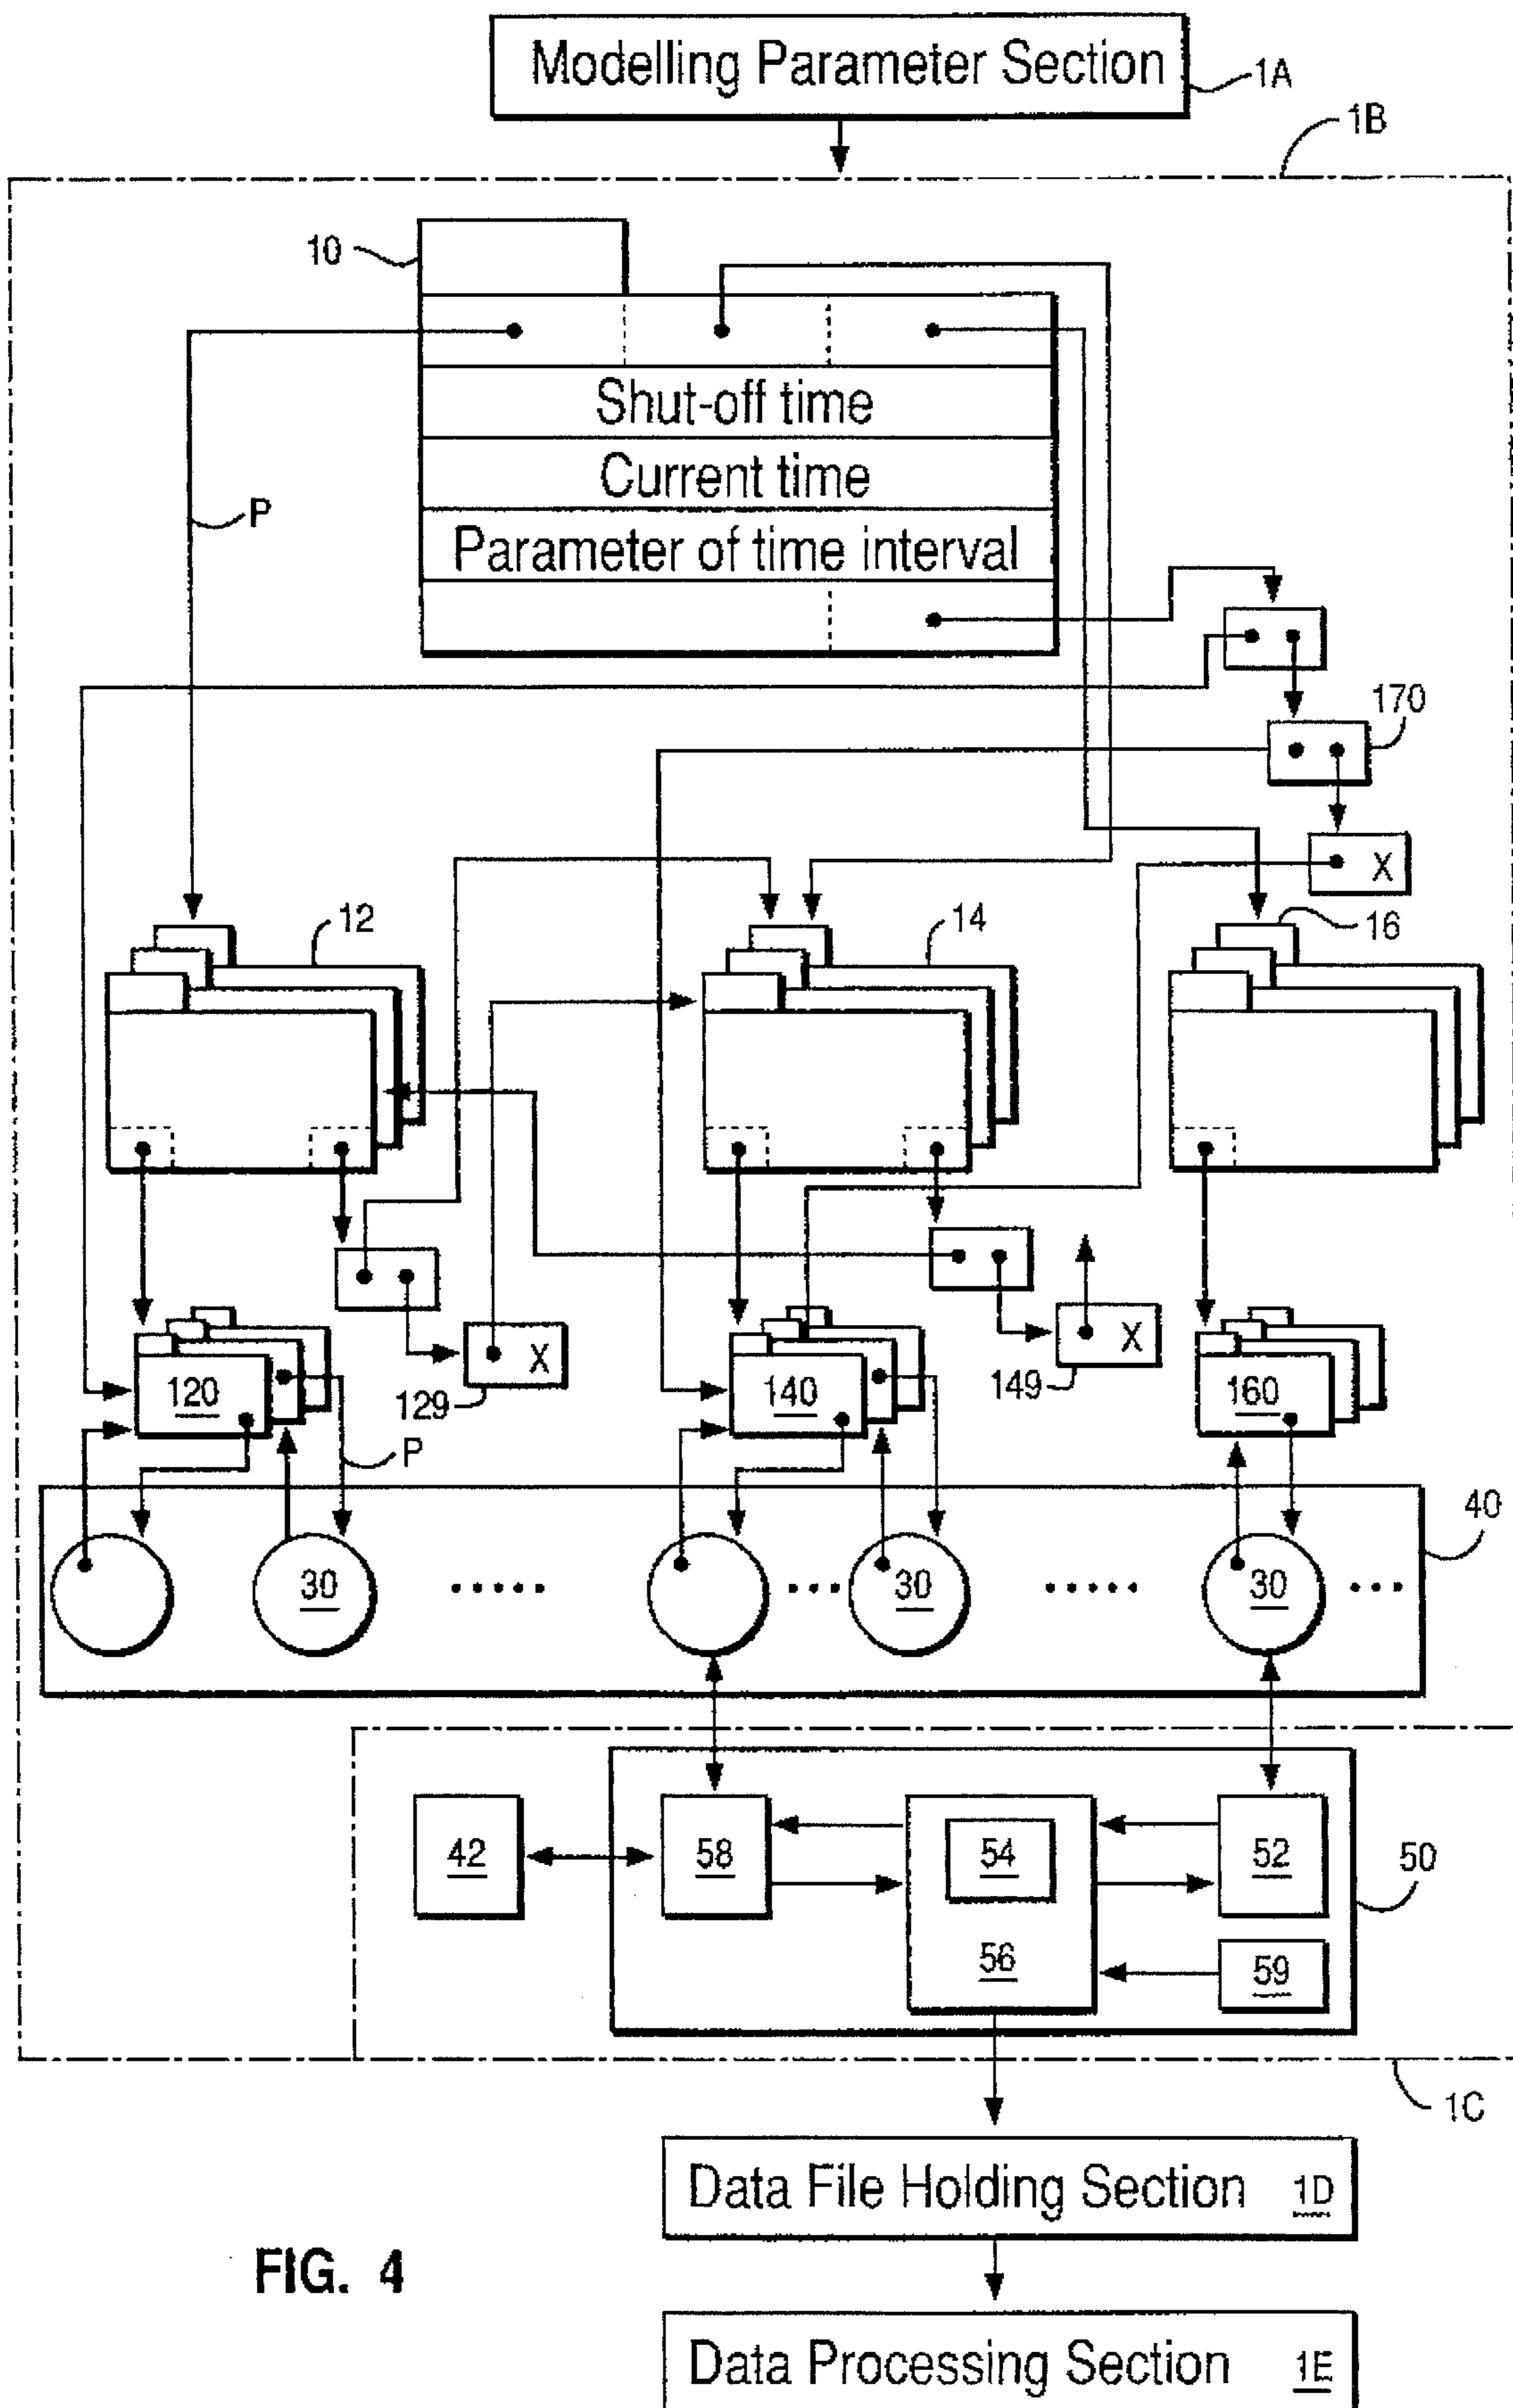 Modelling Parameter Section
1A
1B
10
Shut-off time
Current time
P
Parameter of time interval
170
X
12
14
16
120
129
X
140
149
X
160
P
40
30
30
30
42
58
54
52
50
56
59
1C
Data File Holding Section 1D
FIG. 4
Data Processing Section 1E